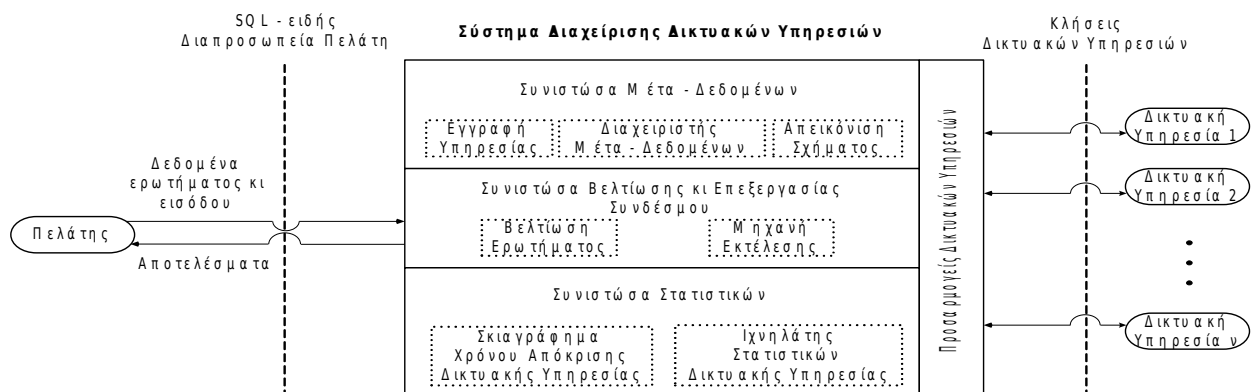 SQL - ειδής
Διαπροσωπεία Πελάτη
Σύστημα Διαχείρισης Δικτυακών Υπηρεσιών
Κλήσεις
Δικτυακών Υπηρεσιών
Συνιστώσα Μέτα - Δεδομένων
Εγγραφή
Υπηρεσίας
Διαχειριστής
Μέτα - Δεδομένων
Απεικόνιση
Σχήματος
Δεδομένα
ερωτήματος κι
εισόδου
Πελάτης
Αποτελέσματα
Συνιστώσα Βελτίωσης κι Επεξεργασίας
Συνδέσμου
Βελτίωση
Ερωτήματος
Μηχανή
Εκτέλεσης
Συνιστώσα Στατιστικών
Σκιαγράφημα
Χρόνου Απόκρισης
Δικτυακής Υπηρεσίας
Ιχνηλάτης
Στατιστικών
Δικτυακής Υπηρεσίας
Προσαρμογείς Δικτυακών Υπηρεσιών
Δικτυακή
Υπηρεσία 1
Δικτυακή
Υπηρεσία 2
Δικτυακή
Υπηρεσία ν